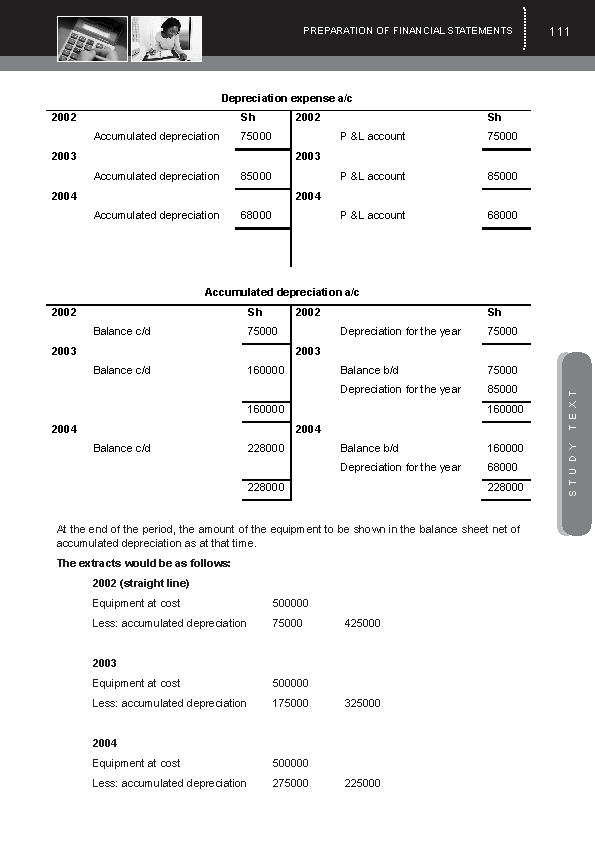 PREPARATION OF FINANCIAL STATEMENTS 111
Depreciation expense a/c
2002 Sh 2002 Sh
Accumulated depreciation 75000 P &L account 75000
2003 2003
Accumulated depreciation 85000 P &L account 85000
2004 2004
Accumulated depreciation 68000 P &L account 68000
Accumulated depreciation a/c
2002 Sh 2002 Sh
Balance c/d 75000 Depreciation for the year 75000
2003 2003
Balance c/d 160000 Balance b/d 75000
Depreciation for the year 85000
160000 160000
2004 2004
Balance c/d 228000 Balance b/d 160000
Depreciation for the year 68000
228000 228000
STUDY TEXT
At the end of the period, the amount of the equipment to be shown in the balance sheet net of
accumulated depreciation as at that time.
The extracts would be as follows:
2002 (straight line)
Equipment at cost 500000
Less: accumulated depreciation 75000 425000
2003
Equipment at cost 500000
Less: accumulated depreciation 175000 325000
2004
Equipment at cost 500000
Less: accumulated depreciation 275000 225000